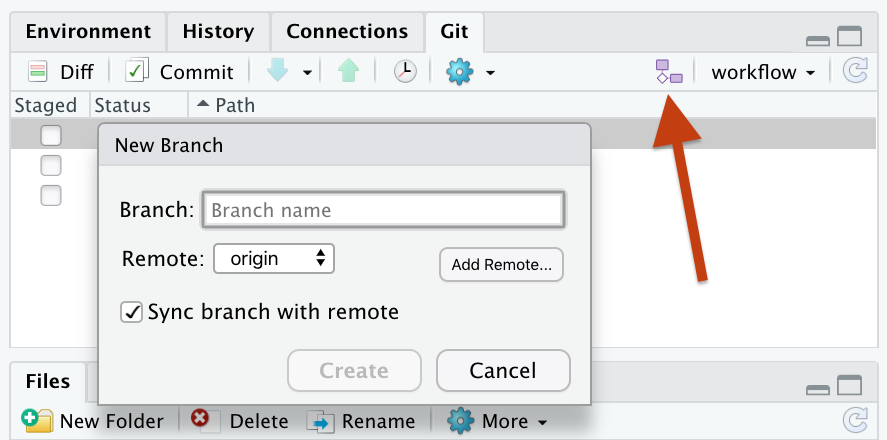 Environment History Connections Git
Diff Commit workflow
Staged Status Path
New Branch
Branch: Branch name
Remote: origin Add Remote...
Sync branch with remote
Create Cancel
Files
New Folder Delete Rename More